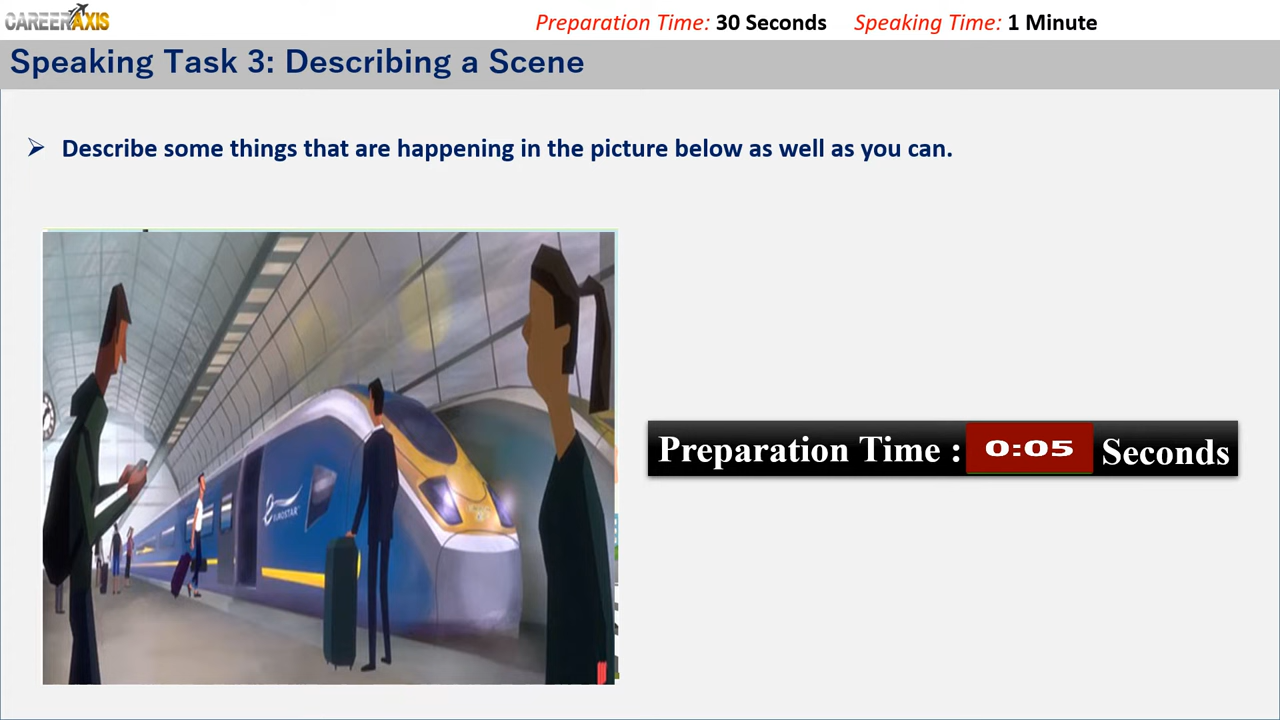 CAREERAXIS
Preparation Time: 30 Seconds Speaking Time: 1 Minute
Speaking Task 3: Describing a Scene
➢ Describe some things that are happening in the picture below as well as you can.
EUROSTAR
Preparation Time : 0:05 Seconds